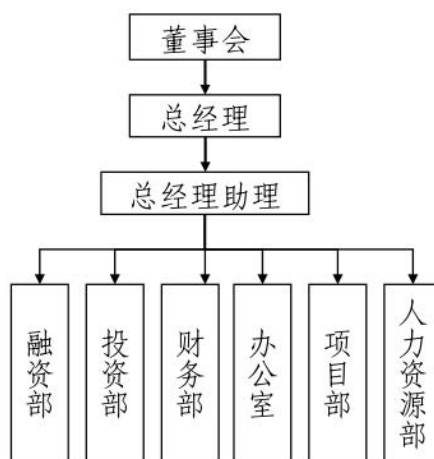 董事会
总经理
总经理助理
融资部
投资部
财务部
办公室
项目部
人力资源部